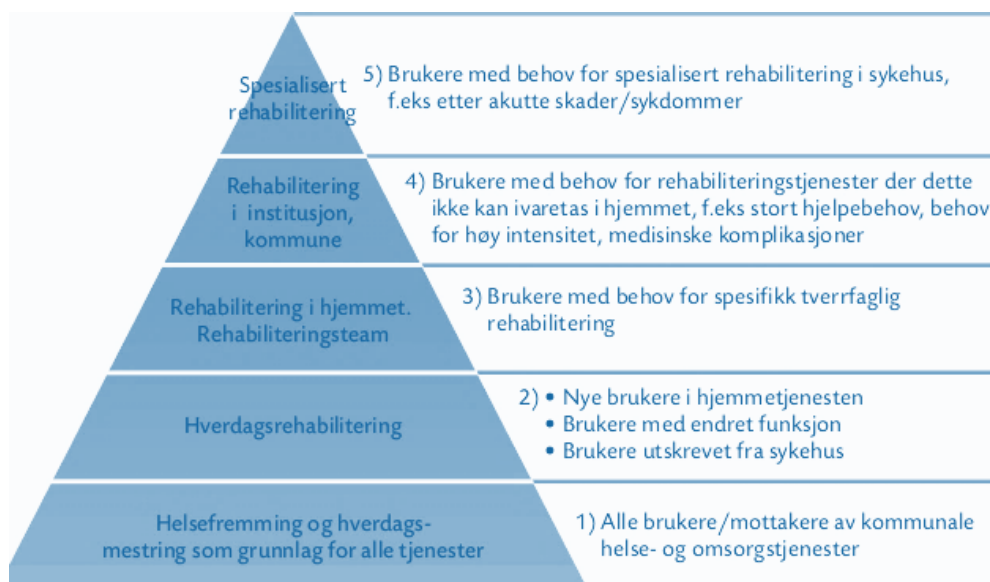 Spesialisert
rehabilitering
5) Brukere med behov for spesialisert rehabilitering i sykehus,
f.eks etter akutte skader/sykdommer
Rehabilitering
i institusjon,
kommune
4) Brukere med behov for rehabiliteringstjenester der dette
ikke kan ivaretas i hjemmet, f.eks stort hjelpebehov, behov
for høy intensitet, medisinske komplikasjoner
Rehabilitering i hjemmet.
Rehabiliteringsteam
3) Brukere med behov for spesifikk tverrfaglig
rehabilitering
Hverdagsrehabilitering
2) • Nye brukere i hjemmetjenesten
• Brukere med endret funksjon
• Brukere utskrevet fra sykehus
Helsefremming og hverdags-
mestring som grunnlag for alle tjenester
1) Alle brukere/mottakere av kommunale
helse- og omsorgstjenester